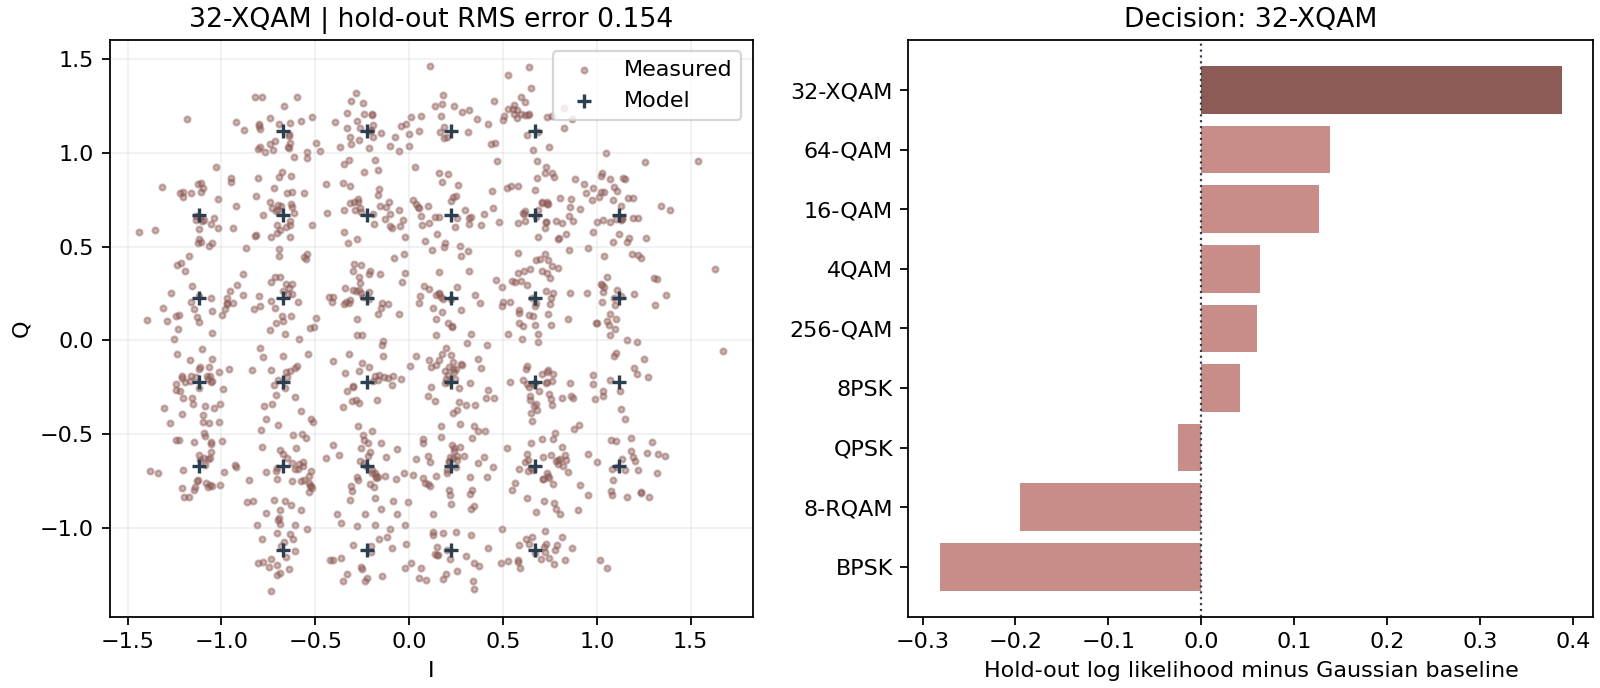 32-XQAM | hold-out RMS error 0.154
Measured
Model
1.5
1.0
0.5
0.0
−0.5
−1.0
Q
−1.5
−1.0
−0.5
0.0
0.5
1.0
1.5
I
Decision: 32-XQAM
32-XQAM
64-QAM
16-QAM
4QAM
256-QAM
8PSK
QPSK
8-RQAM
BPSK
−0.3
−0.2
−0.1
0.0
0.1
0.2
0.3
0.4
Hold-out log likelihood minus Gaussian baseline